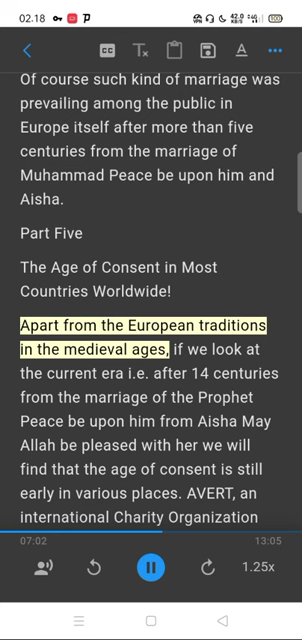 02.18
42.0
KB/S
Of course such kind of marriage was
prevailing among the public in
Europe itself after more than five
centuries from the marriage of
Muhammad Peace be upon him and
Aisha.
Part Five
The Age of Consent in Most
Countries Worldwide!
Apart from the European traditions
in the medieval ages, if we look at
the current era i.e. after 14 centuries
from the marriage of the Prophet
Peace be upon him from Aisha May
Allah be pleased with her we will
find that the age of consent is still
early in various places. AVERT, an
international Charity Organization
07:02
13:05
1.25x